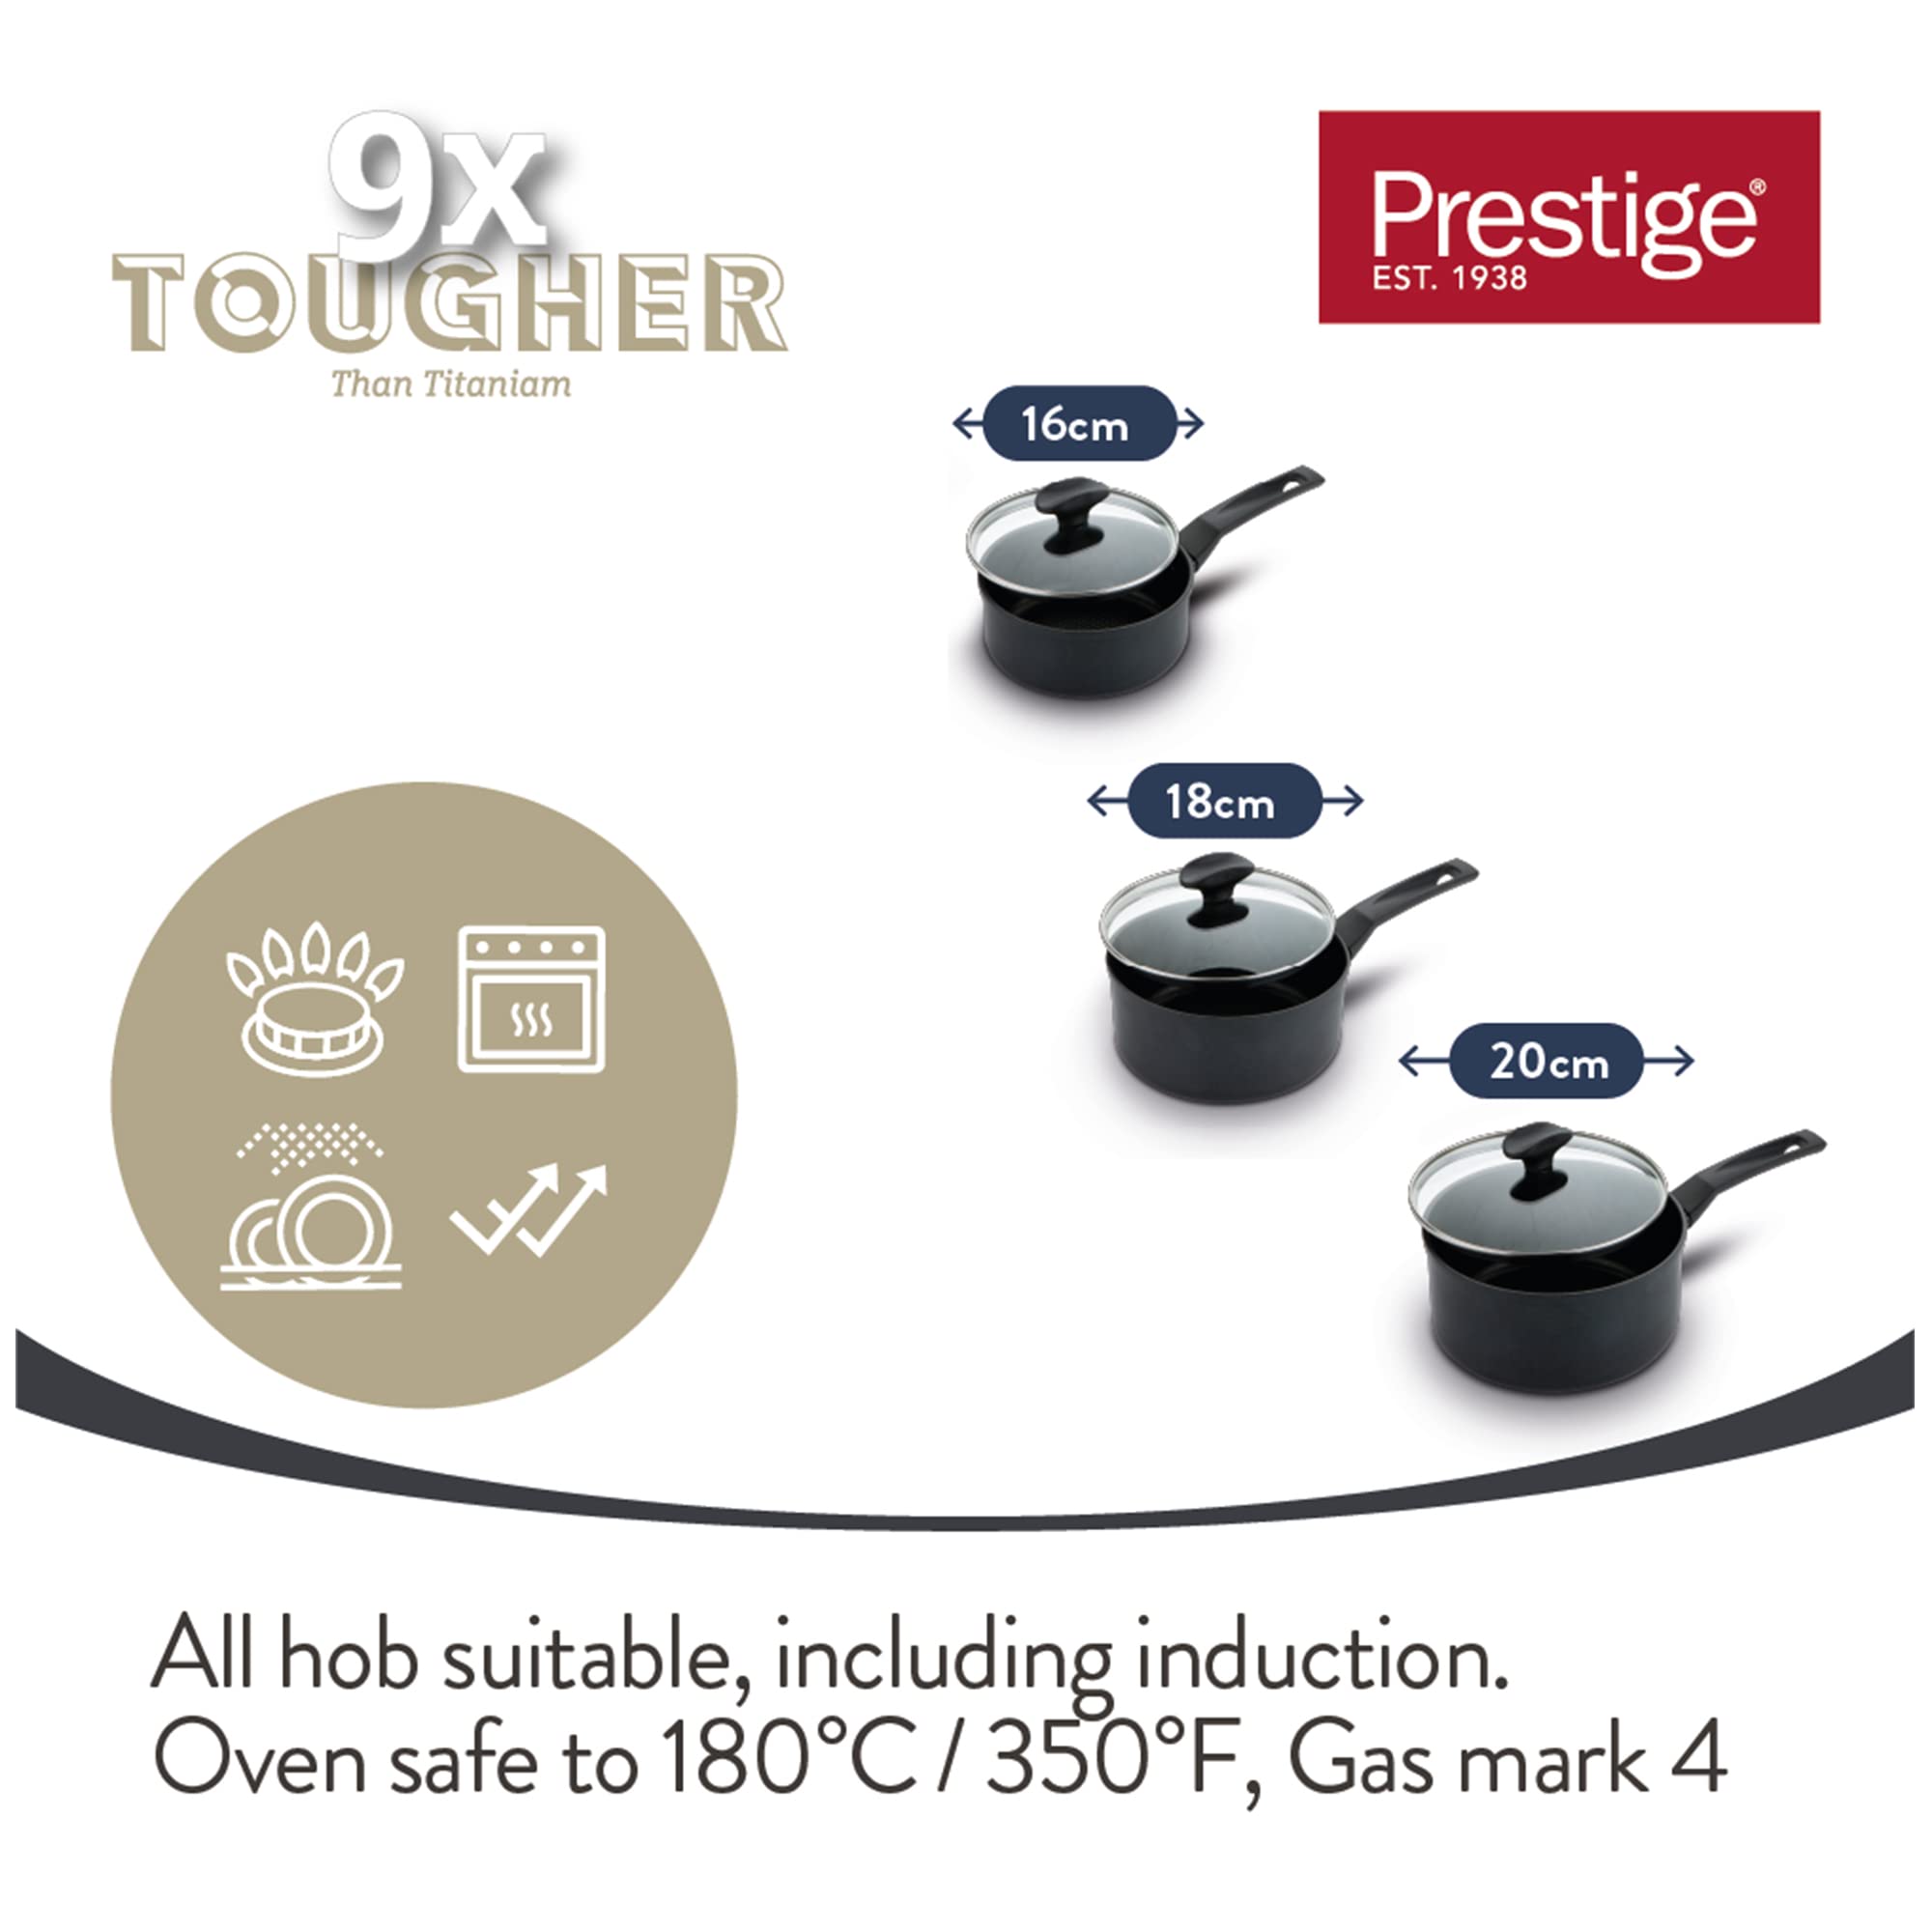 9x
TOUGHER
Than Titaniam
Prestige®
EST. 1938
16cm
18cm
20cm
All hob suitable, including induction.
Oven safe to 180°C / 350°F, Gas mark 4